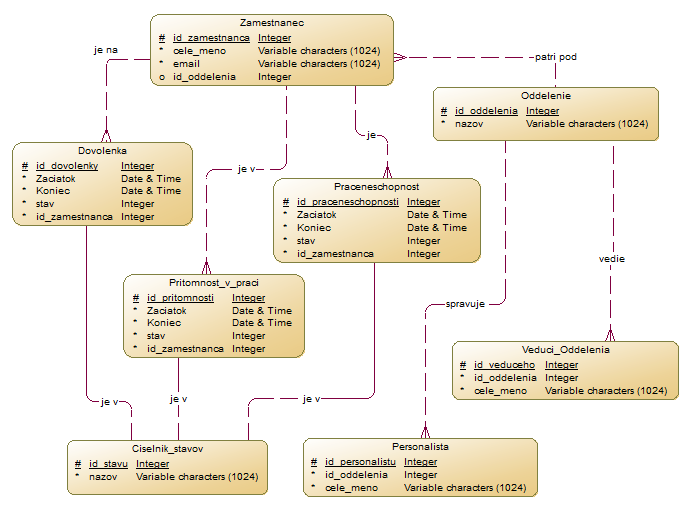 Zamestnanec
# id_zamestnanca Integer
* cele_meno Variable characters (1024)
* email Variable characters (1024)
o id_oddelenia Integer
je na
patri pod
Oddelenie
# id_oddelenia Integer
* nazov Variable characters (1024)
je
Dovolenka
# id_dovolenky Integer
* Zaciatok Date & Time
* Koniec Date & Time
* stav Integer
* id_zamestnanca Integer
je v
Praceneschopnost
# id_praceneschopnosti Integer
* Zaciatok Date & Time
* Koniec Date & Time
* stav Integer
* id_zamestnanca Integer
vedie
Pritomnost_v_praci
# id_pritomnosti Integer
* Zaciatok Date & Time
* Koniec Date & Time
* stav Integer
* id_zamestnanca Integer
spravuje
Veduci_Oddelenia
# id_veduceho Integer
* id_oddelenia Integer
* cele_meno Variable characters (1024)
je v
je v
je v
Ciselnik_stavov
# id_stavu Integer
* nazov Variable characters (1024)
Personalista
# id_personalistu Integer
* id_oddelenia Integer
* cele_meno Variable characters (1024)